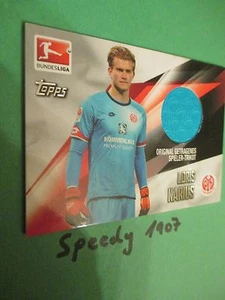 BUNDESLIGA
Topps
ORIGINAL GETRAGENES
SPIELER-TRIKOT
LORIS
KARIUS
Speedy 1907